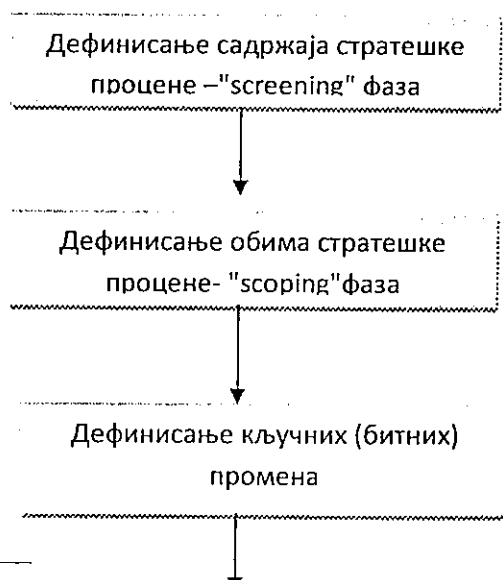 Дефинисање садржаја стратешке
процене –"screening" фаза
Дефинисање обима стратешке
процене- "scoping"фаза
Дефинисање кључних (битних)
промена